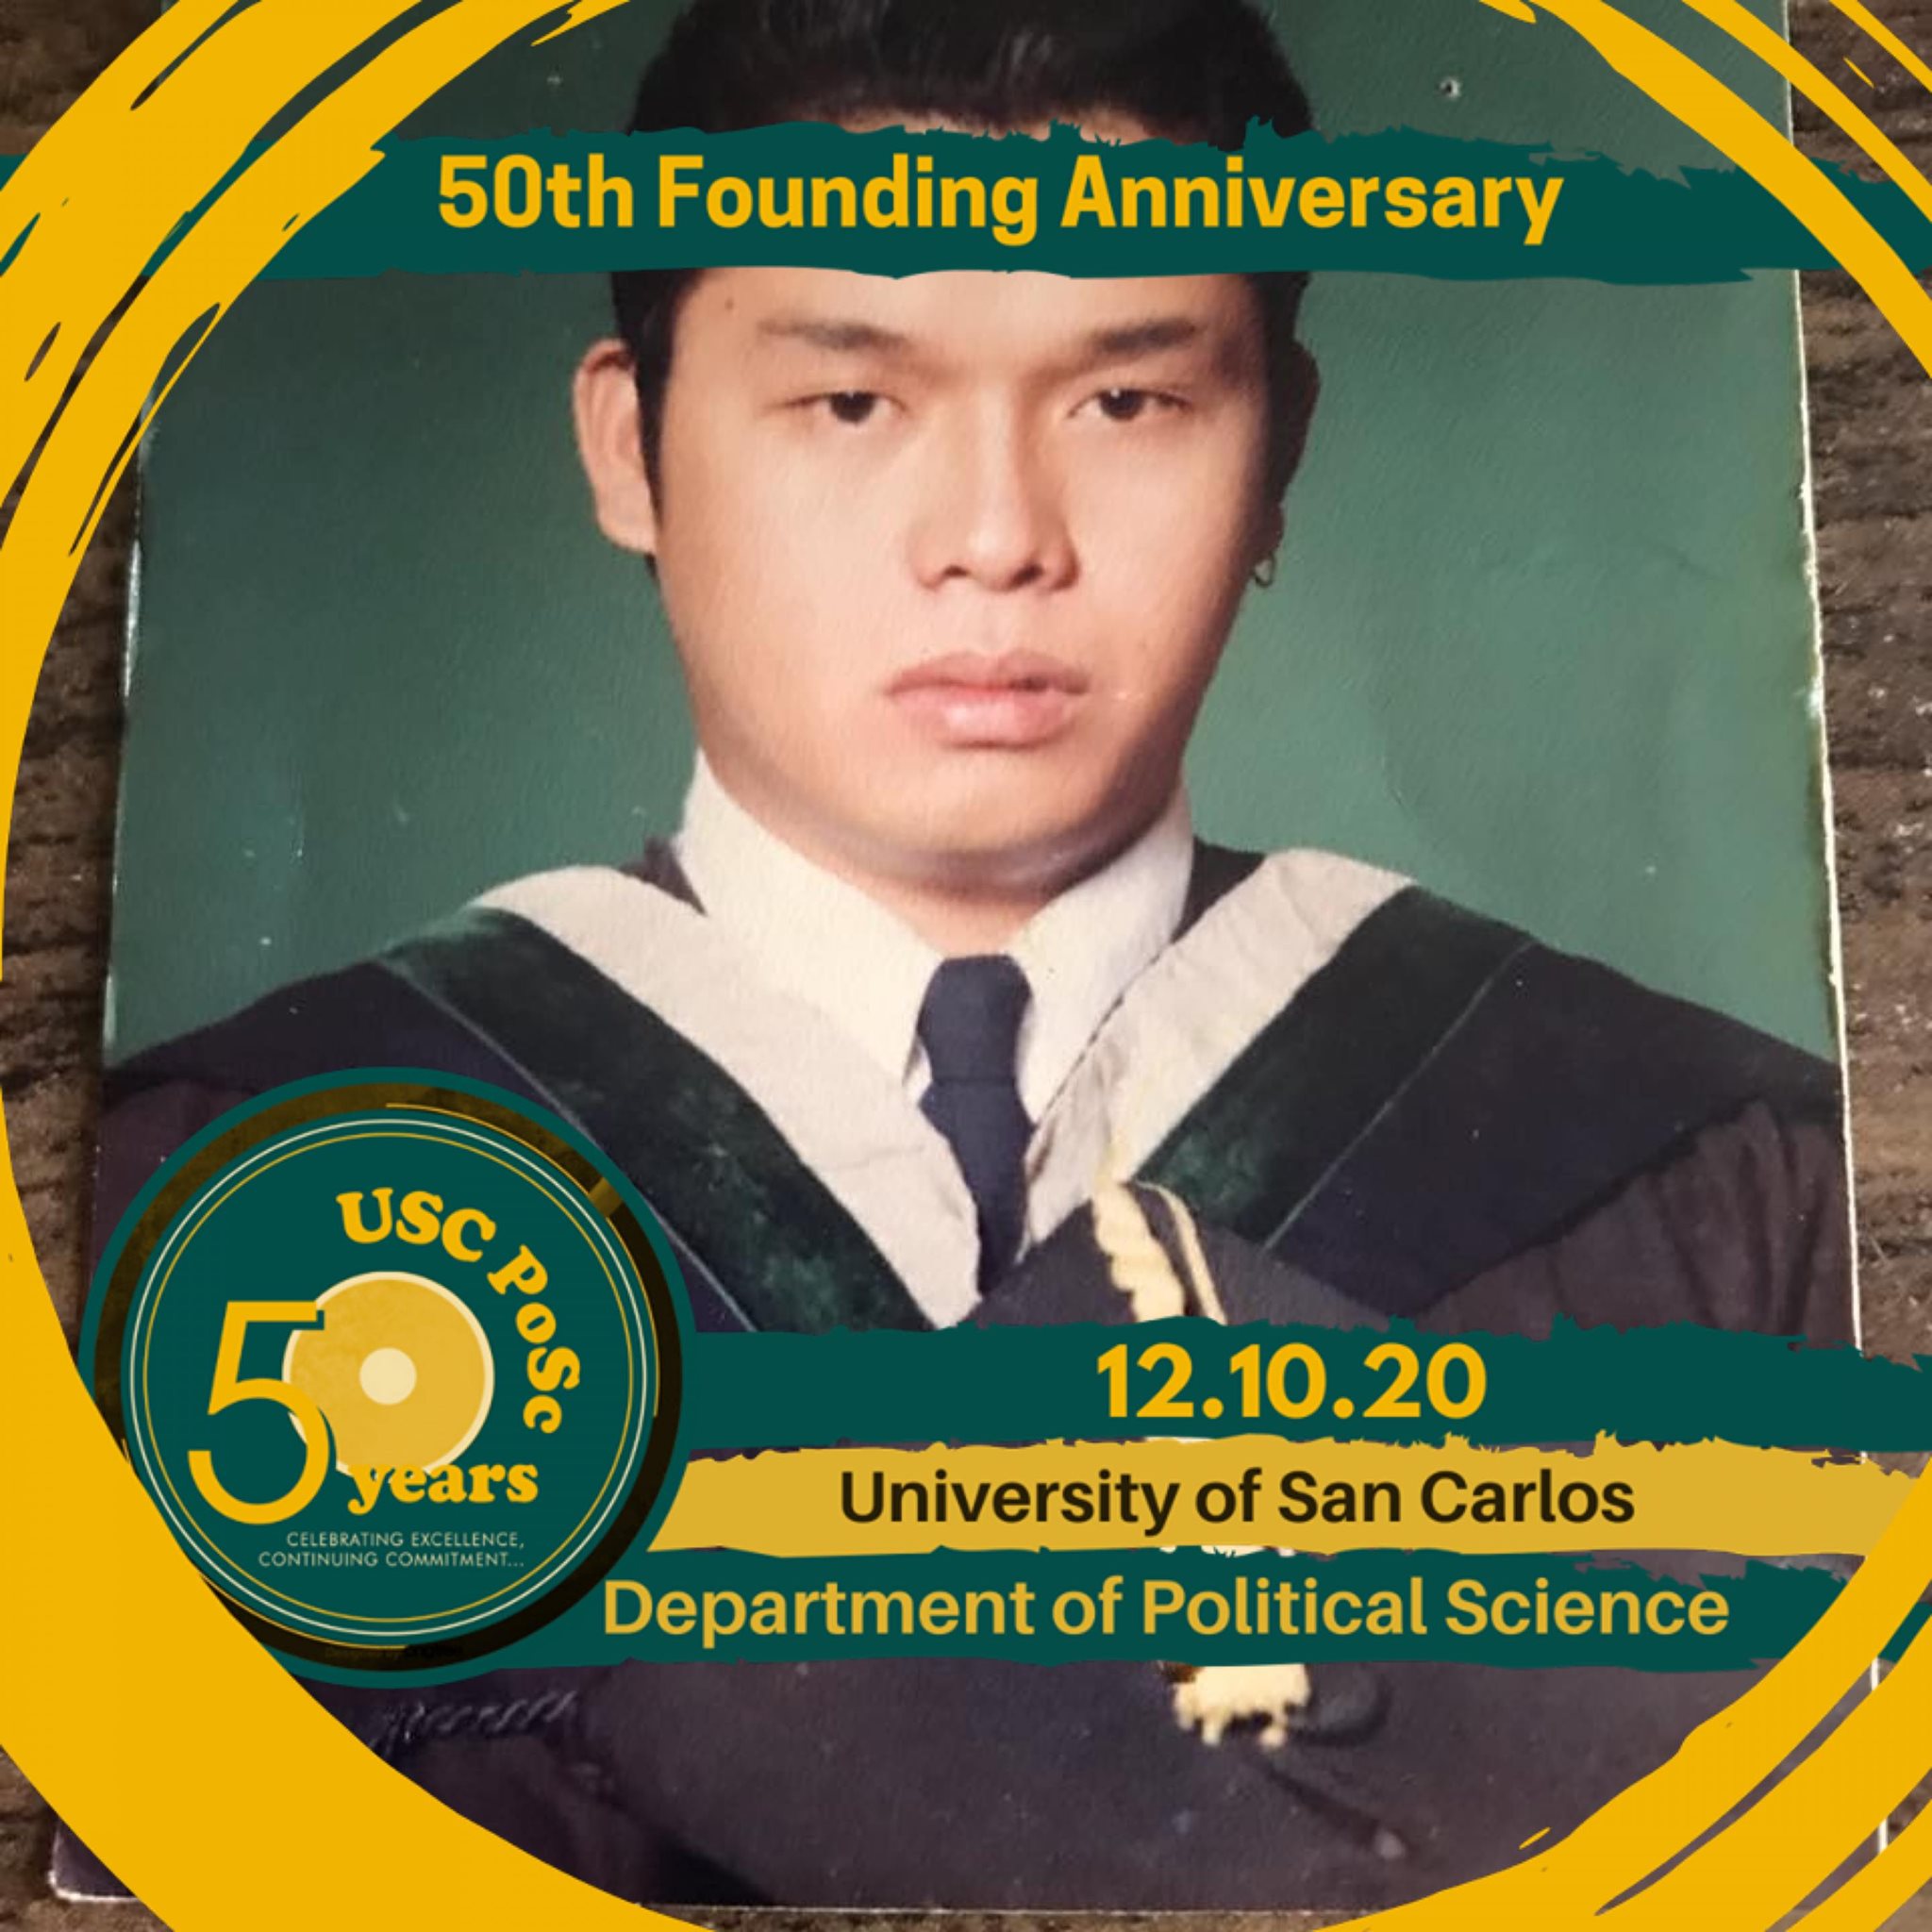 50th Founding Anniversary
USC PoSc
50
years
CELEBRATING EXCELLENCE,
CONTINUING COMMITMENT...
12.10.20
University of San Carlos
Department of Political Science